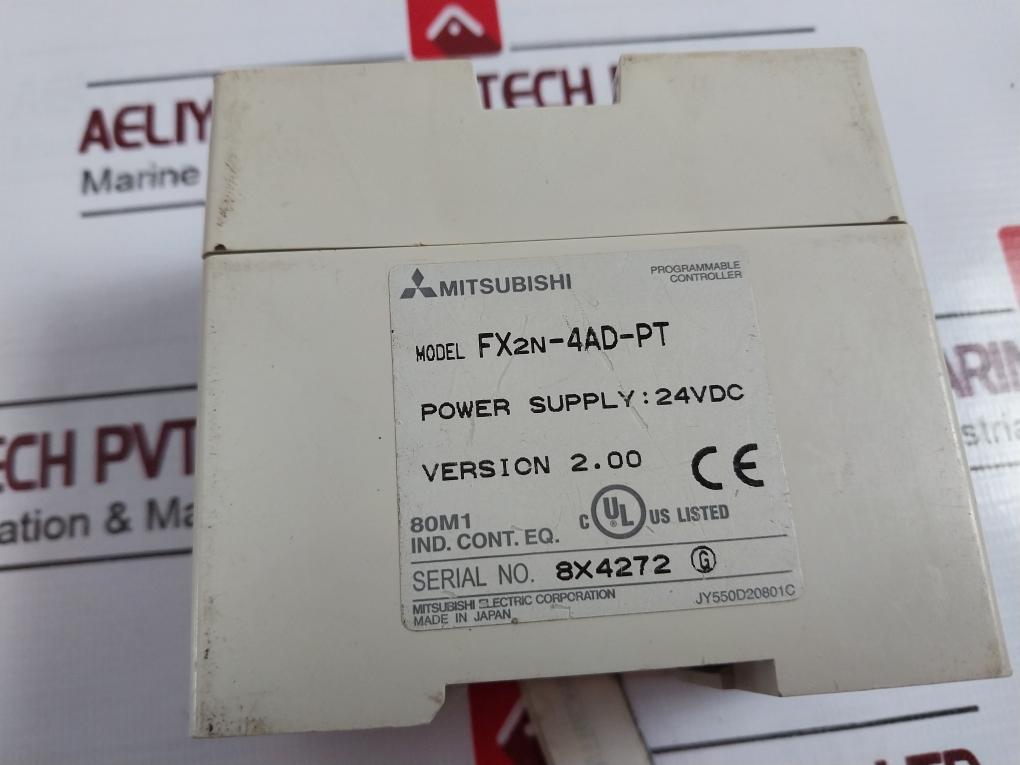 AELIY TECH
Marine
MITSUBISHI
PROGRAMMABLE
CONTROLLER
MODEL FX2N-4AD-PT
POWER SUPPLY:24VDC
VERSION 2.00
CE
80M1
IND. CONT. EQ.
C UL ® US LISTED
SERIAL NO. 8X4272 G
MITSUBISHI ELECTRIC CORPORATION
MADE IN JAPAN
JY550D20801C
ECH PVT
ation & Ma
ARIN
stria